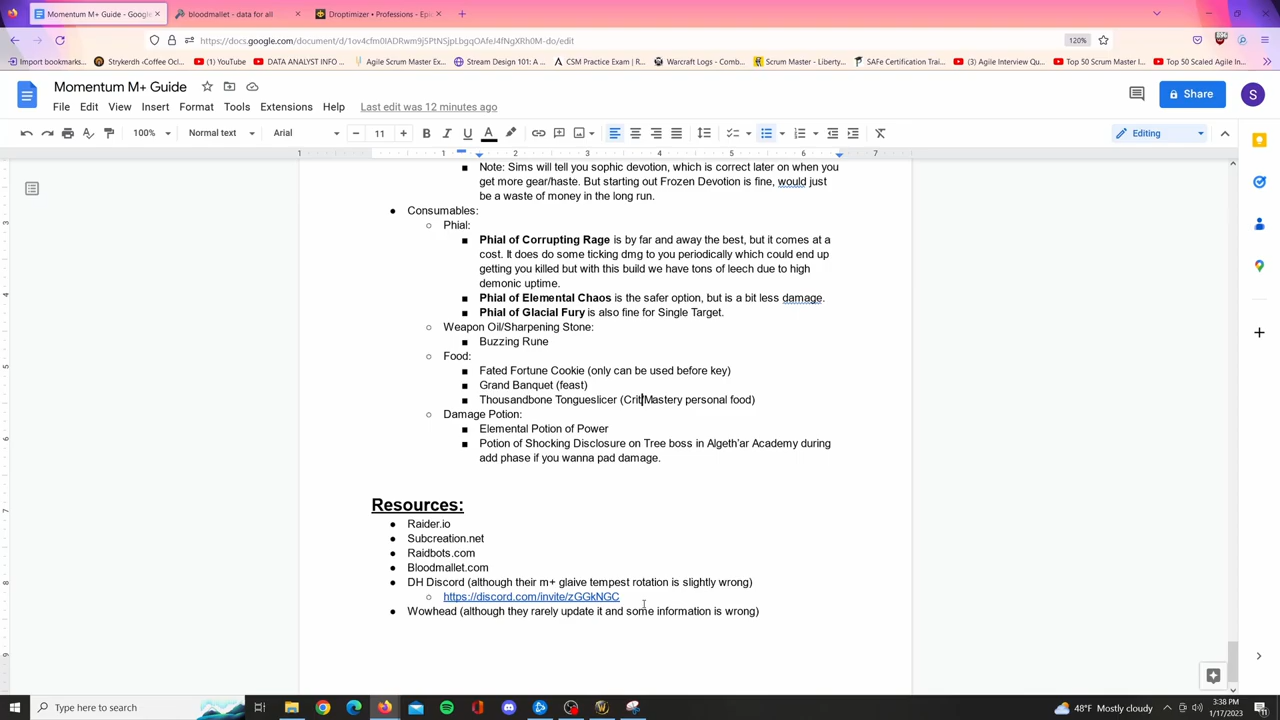 Momentum M+ Guide - Google
bloodmallet - data for all
Droptimizer • Professions - Epi
https://docs.google.com/document/d/1ov4cfm0IADRwm9j5PtNSjpLbgqOAfeJ4fNgXRh0M-do/edit
120%
Import bookmarks...
Strykerdh ‹Coffee Ocl...
(1) YouTube
DATA ANALYST INFO ...
Agile Scrum Master Ex...
Stream Design 101: A ...
CSM Practice Exam | R...
Warcraft Logs - Comb...
Scrum Master - Liberty...
SAFe Certification Trai...
(3) Agile Interview Qu...
Top 50 Scrum Master I...
Top 50 Scaled Agile In...
Momentum M+ Guide
File Edit View Insert Format Tools Extensions Help Last edit was 12 minutes ago
Share
S
100% Normal text Arial 11 Editing
1 1 2 3 4 5 6 7
Note: Sims will tell you sophic devotion, which is correct later on when you
get more gear/haste. But starting out Frozen Devotion is fine, would just
be a waste of money in the long run.
Consumables:
Phial:
Phial of Corrupting Rage is by far and away the best, but it comes at a
cost. It does do some ticking dmg to you periodically which could end up
getting you killed but with this build we have tons of leech due to high
demonic uptime.
Phial of Elemental Chaos is the safer option, but is a bit less damage.
Phial of Glacial Fury is also fine for Single Target.
Weapon Oil/Sharpening Stone:
Buzzing Rune
Food:
Fated Fortune Cookie (only can be used before key)
Grand Banquet (feast)
Thousandbone Tongueslicer (Crit/Mastery personal food)
Damage Potion:
Elemental Potion of Power
Potion of Shocking Disclosure on Tree boss in Algeth'ar Academy during
add phase if you wanna pad damage.
Resources:
Raider.io
Subcreation.net
Raidbots.com
Bloodmallet.com
DH Discord (although their m+ glaive tempest rotation is slightly wrong)
https://discord.com/invite/zGGkNGC
Wowhead (although they rarely update it and some information is wrong)
Type here to search
48°F Mostly cloudy
3:38 PM
1/17/2023